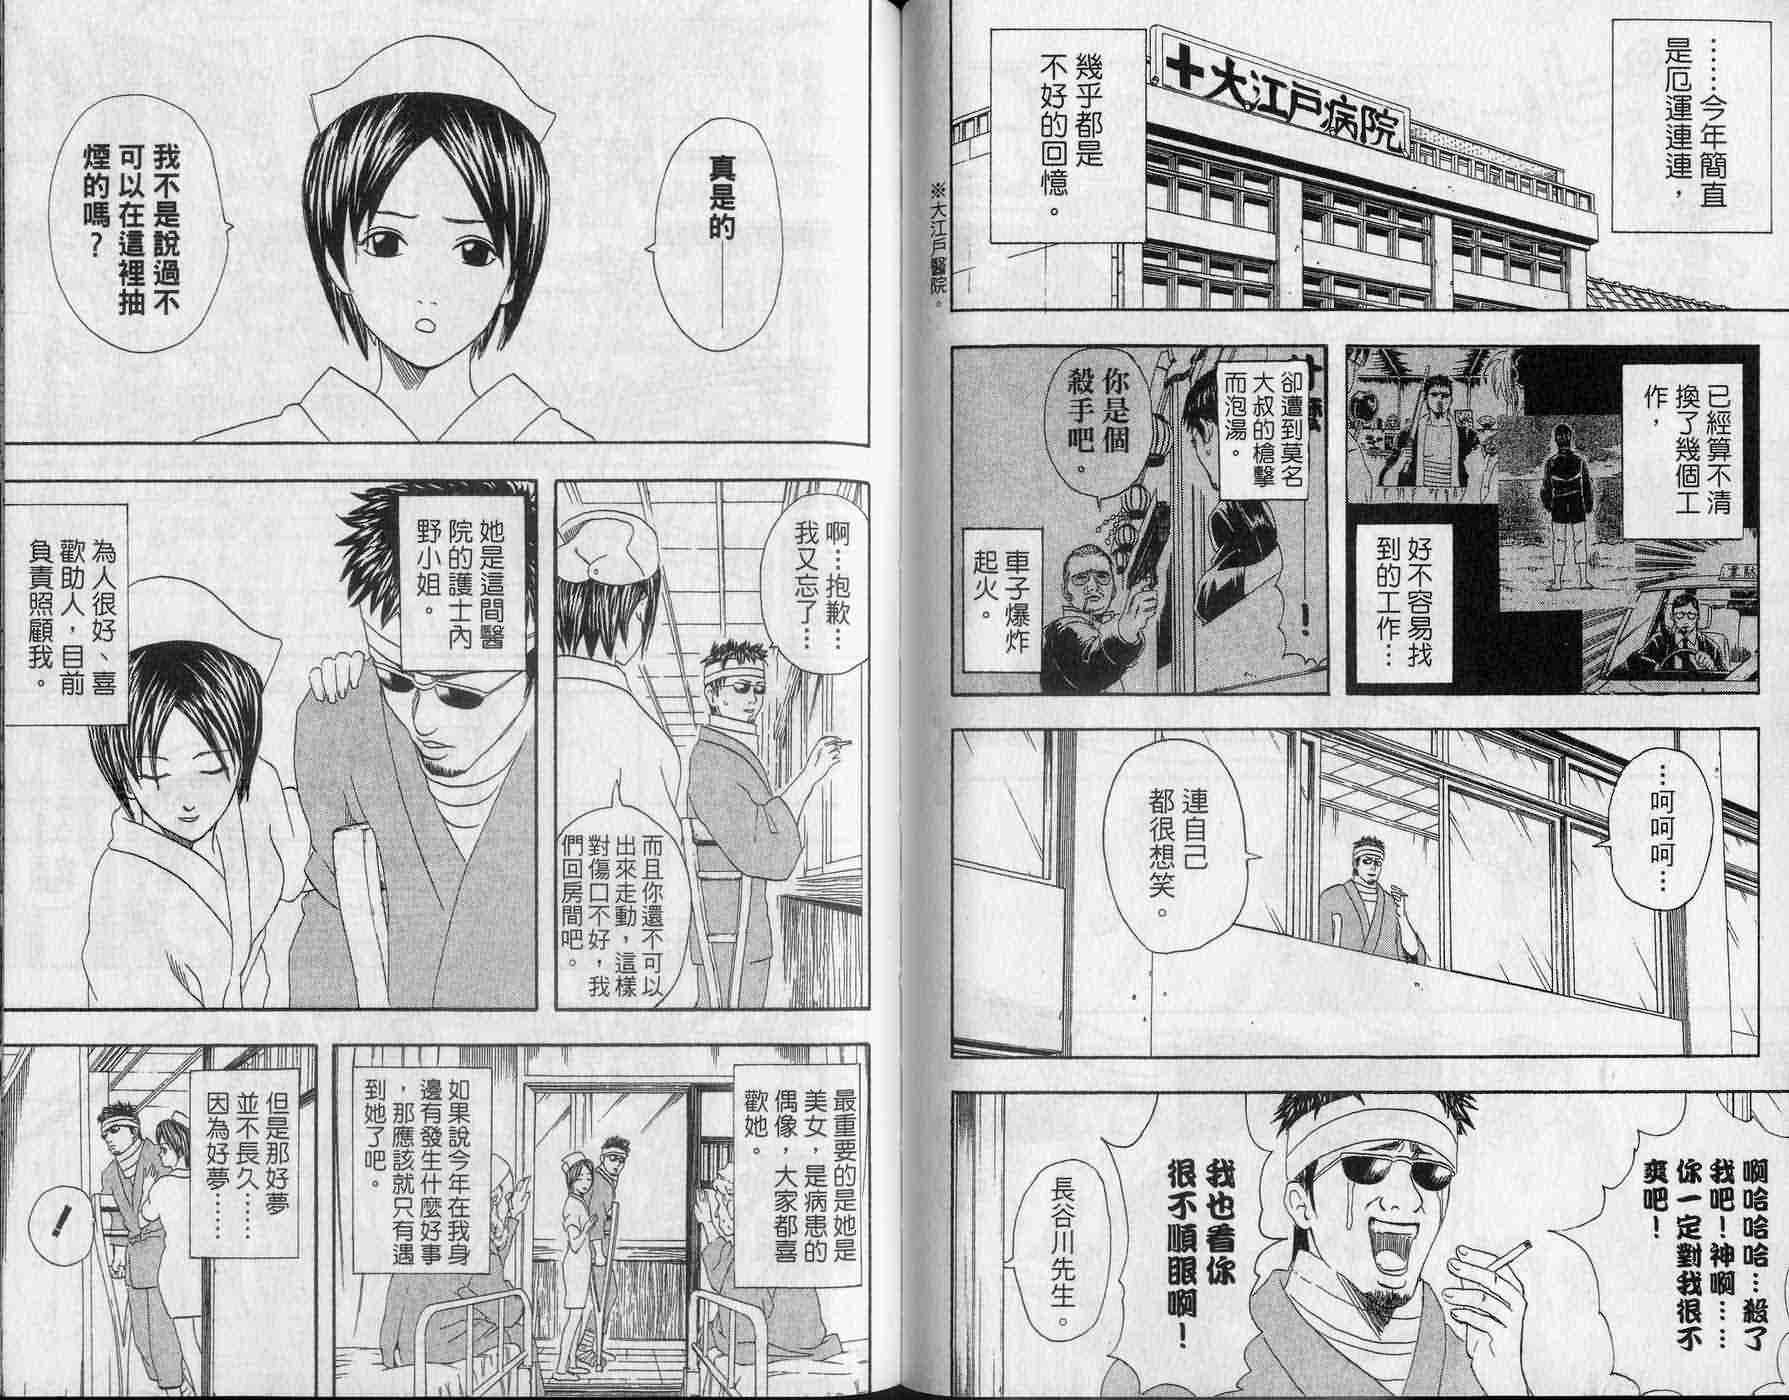 ……今年簡直
是厄運連連，
十大江戶病院
幾乎都是
不好的回憶。
※大江戶醫院。
已經算不清
換了幾個工
作，
好不容易找
到的工作…
卻遭到莫名
大叔的槍擊
而泡湯。
你是個
殺手吧。
！
車子爆炸
起火。
…呵呵呵…
連自己
都很想笑。
啊哈哈哈…殺了
我吧！神啊……
你一定對我很不
爽吧！
我也看你
很不順眼啊！
長谷川先生。
真是的——
我不是說過不
可以在這裡抽
煙的嗎？
啊…抱歉…
我又忘了…
而且你還不可以
出來走動，這樣
對傷口不好，我
們回房間吧。
她是這間醫
院的護士內
野小姐。
為人很好、喜
歡助人，目前
負責照顧我。
最重要的是她是
美女，是病患的
偶像，大家都喜
歡她。
如果說今年在我身
邊有發生什麼好事
，那應該就只有遇
到她了吧。
但是那好夢
並不長久……
因為好夢……
！